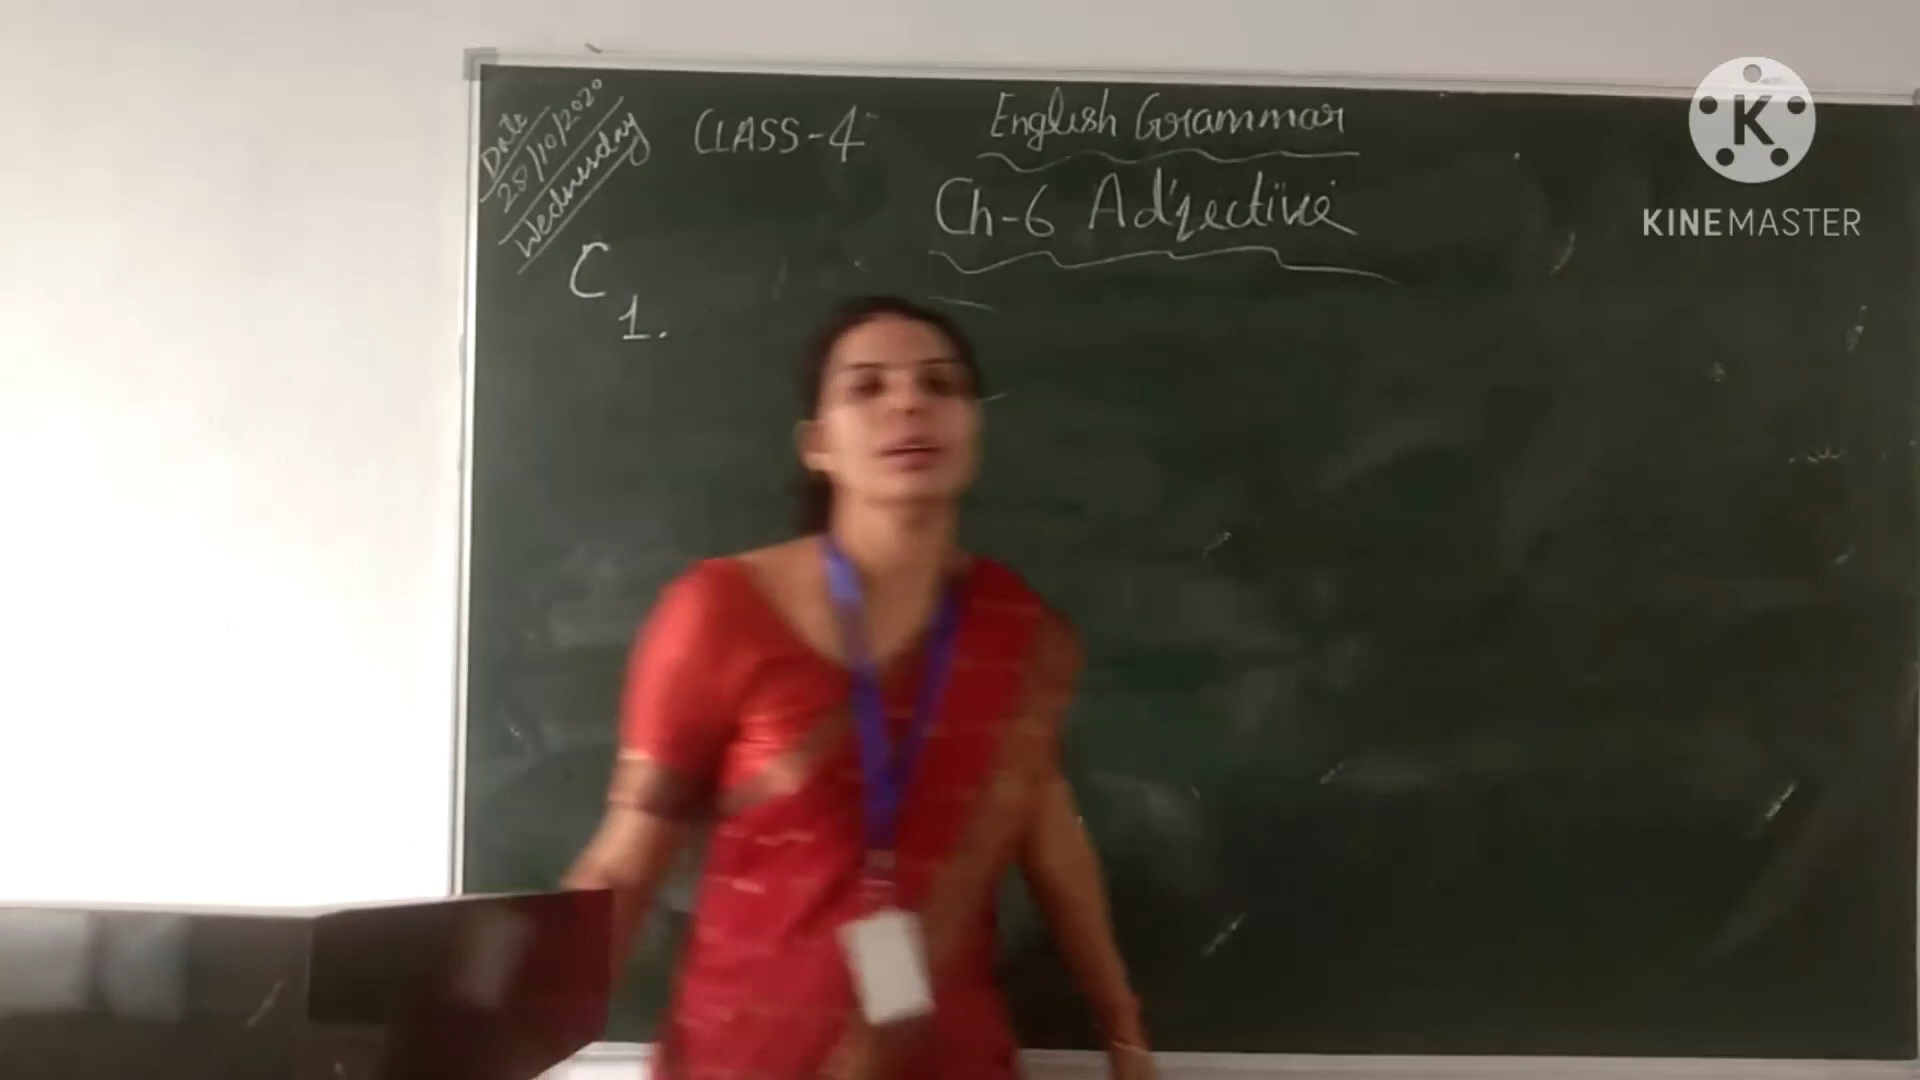 Date
28/10/2020
Wednesday
CLASS-4
English Grammar
Ch-6 Adjective
C
1.
K
KINEMASTER